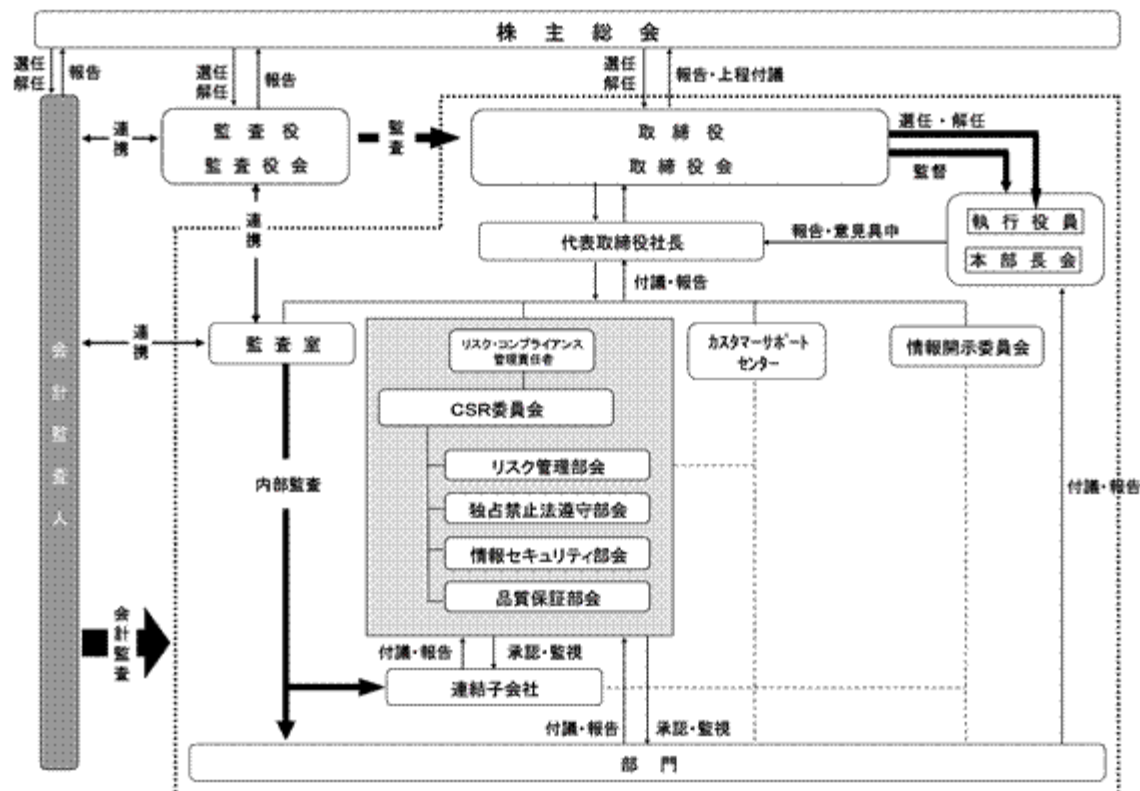 株主総会
選任
解任
報告
選任
解任
報告
選任
解任
報告・上程付議
連携
監査役
監査役会
監査
取締役
取締役会
選任・解任
監督
執行役員
本部長会
連携
代表取締役社長
報告・意見具申
付議・報告
連携
監査室
リスク・コンプライアンス
管理責任者
カスタマーサポート
センター
情報開示委員会
CSR委員会
会計監査人
リスク管理部会
内部監査
付議・報告
独占禁止法遵守部会
情報セキュリティ部会
品質保証部会
会計監査
付議・報告
承認・監視
連結子会社
付議・報告
承認・監視
部門